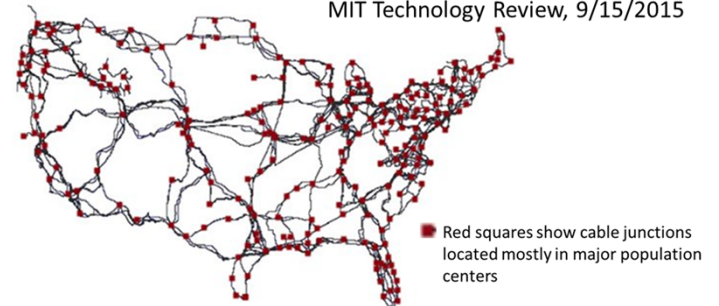 MIT Technology Review, 9/15/2015
Red squares show cable junctions
located mostly in major population
centers